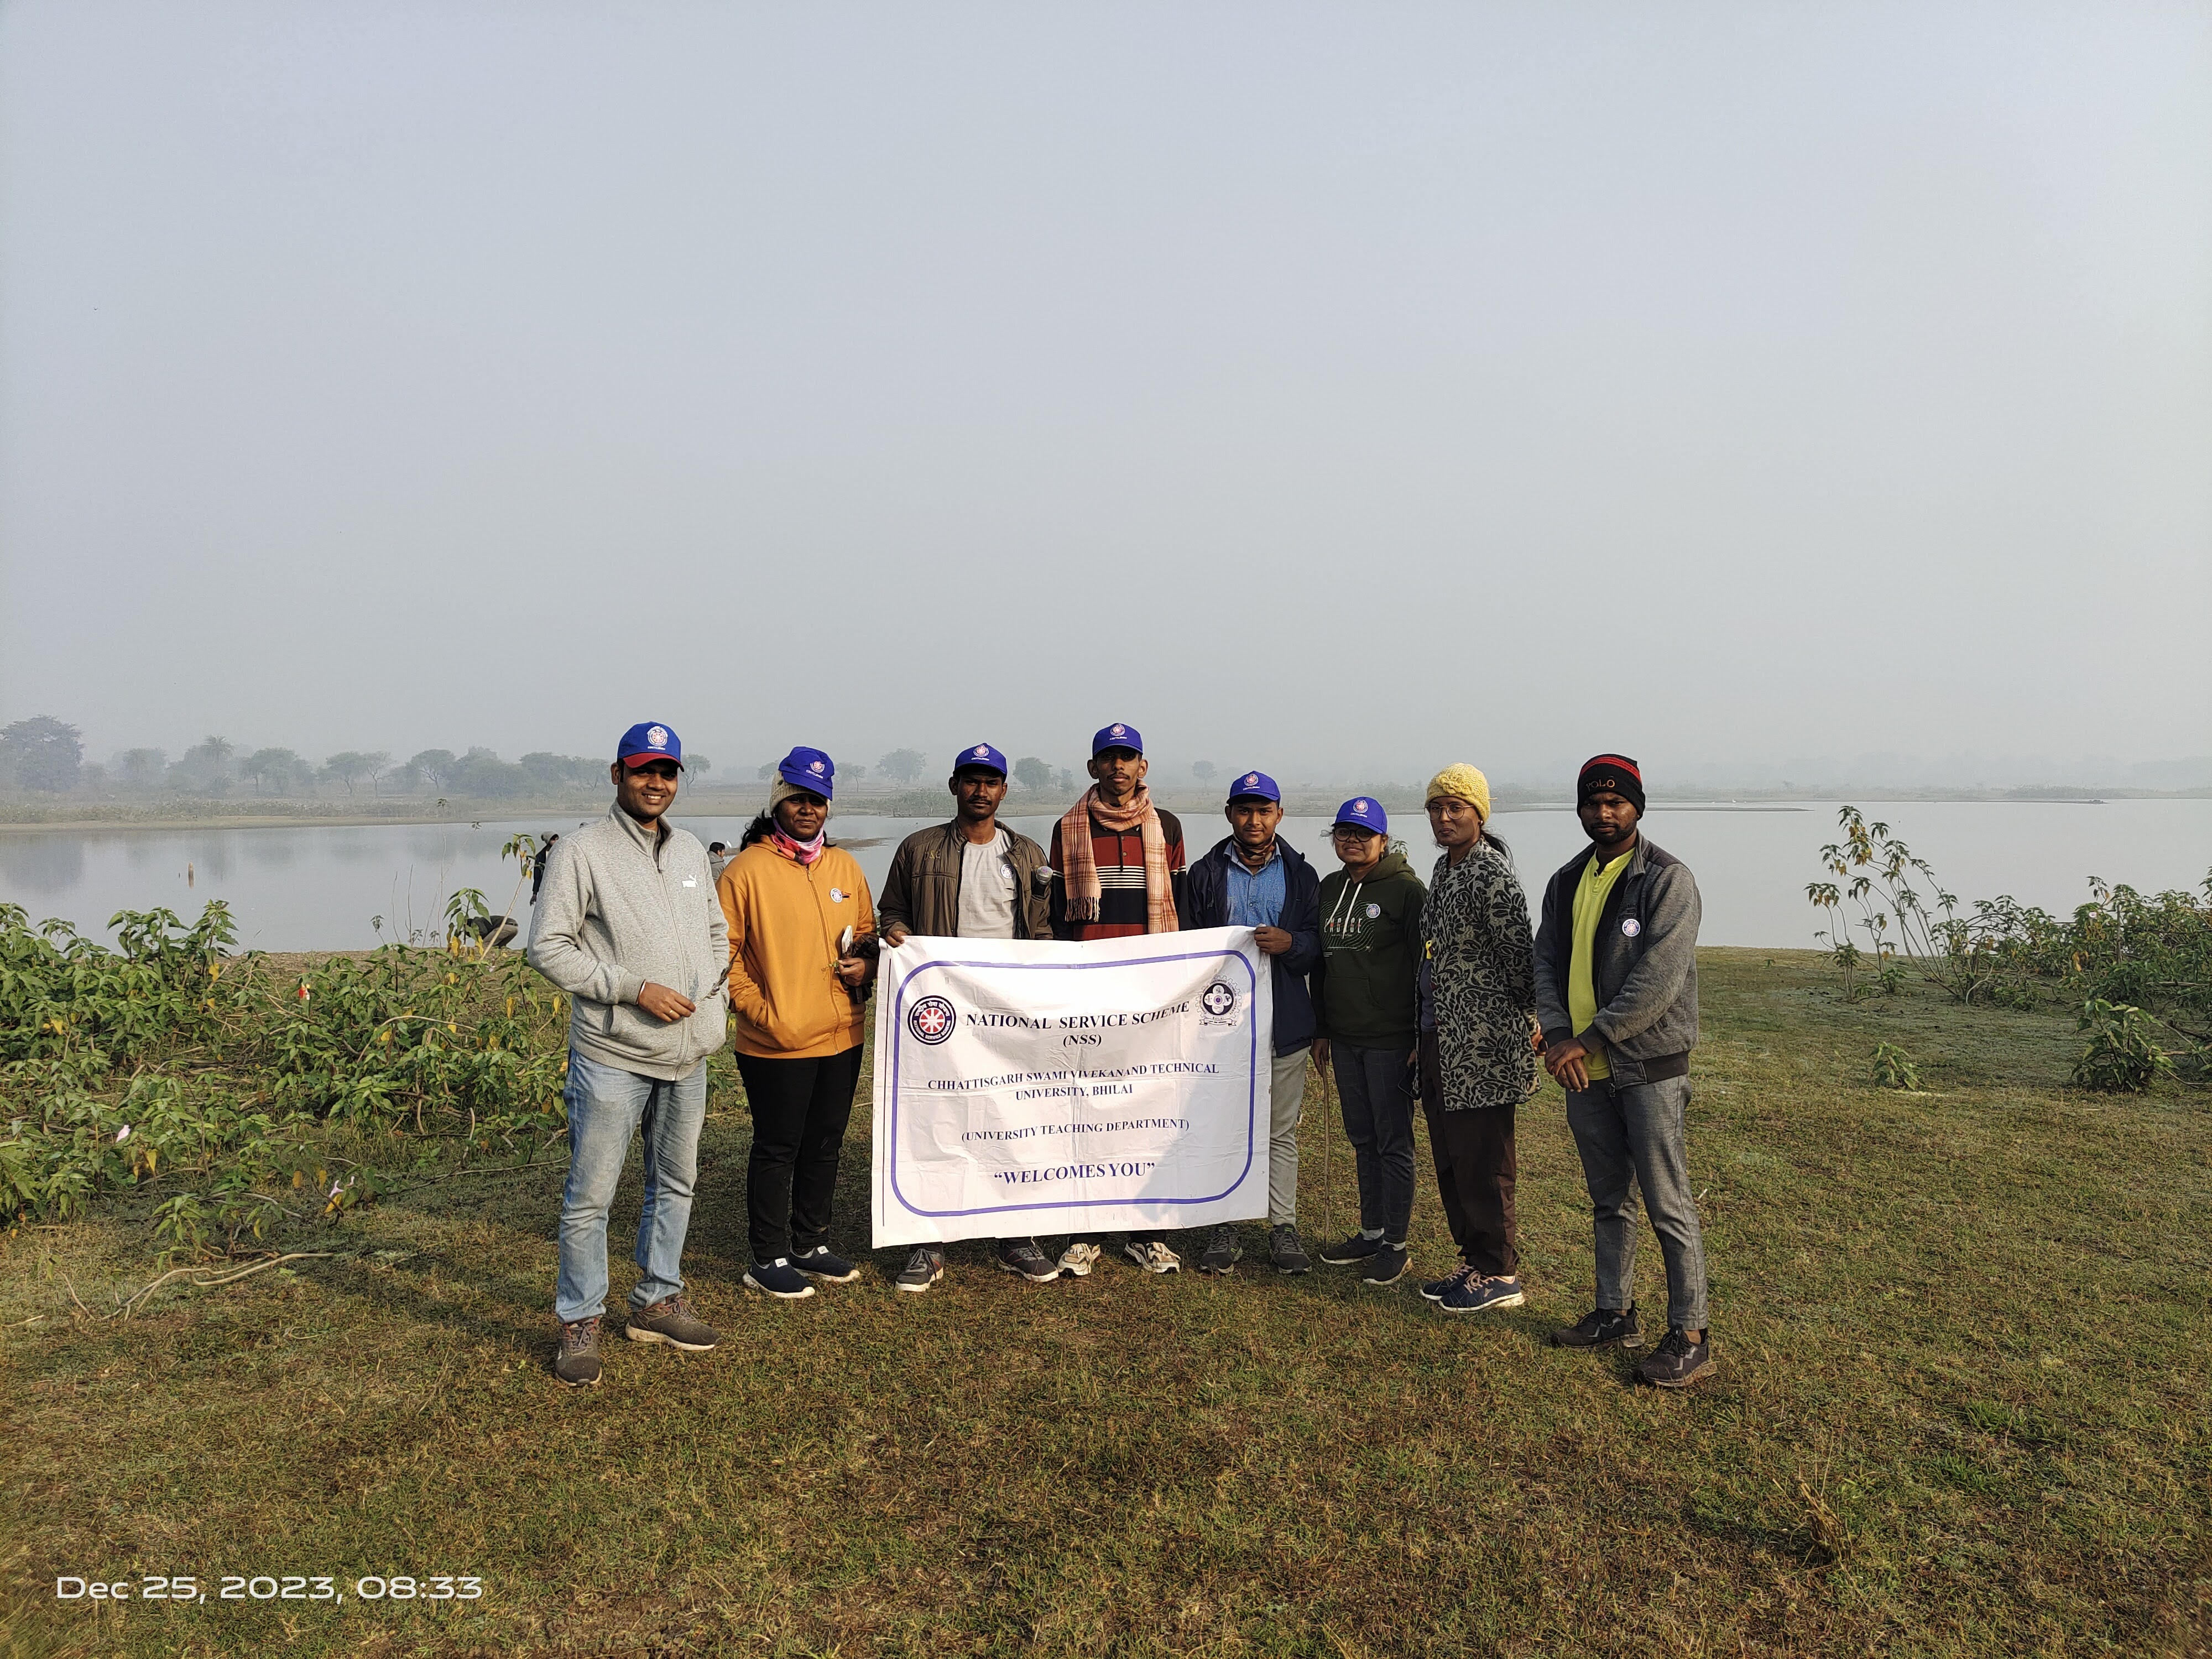 NATIONAL SERVICE SCHEME
(NSS)
CHHATTISGARH SWAMI VIVEKANAND TECHNICAL
UNIVERSITY, BHILAI
(UNIVERSITY TEACHING DEPARTMENT)
“WELCOMES YOU”
POLO
Dec 25, 2023, 08:33